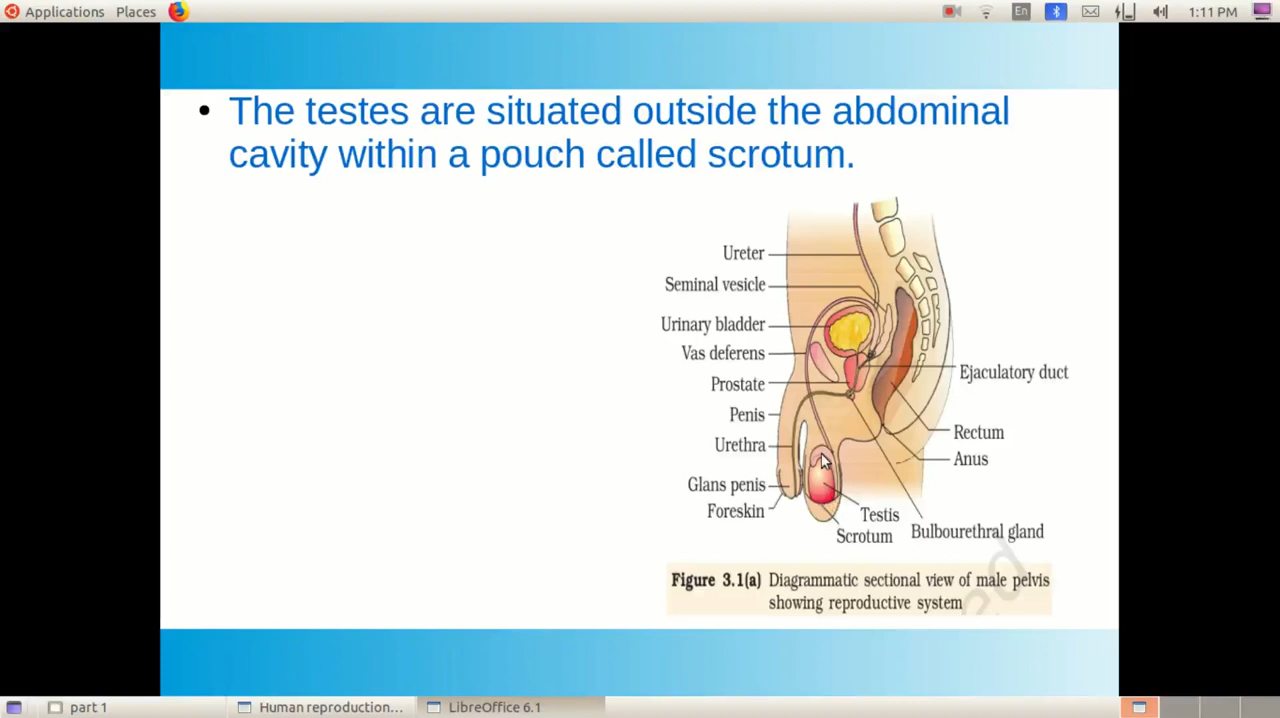 Applications Places En 1:11 PM
• The testes are situated outside the abdominal
cavity within a pouch called scrotum.
Ureter
Seminal vesicle
Urinary bladder
Vas deferens
Prostate
Penis
Urethra
Glans penis
Foreskin
Ejaculatory duct
Rectum
Anus
Testis
Scrotum
Bulbourethral gland
Figure 3.1(a) Diagrammatic sectional view of male pelvis
showing reproductive system
part 1 Human reproduction... LibreOffice 6.1